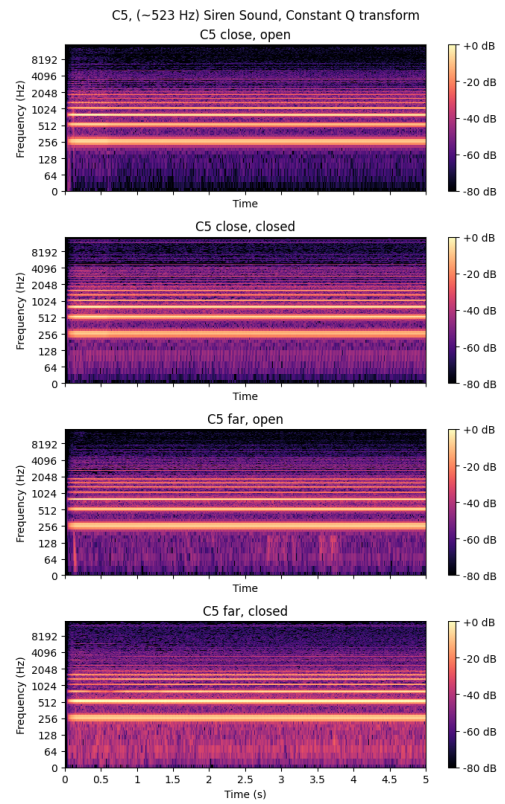 C5, (~523 Hz) Siren Sound, Constant Q transform
C5 close, open
Frequency (Hz)
8192
4096
2048
1024
512
256
128
64
0
Time
+0 dB
-20 dB
-40 dB
-60 dB
-80 dB
C5 close, closed
Frequency (Hz)
8192
4096
2048
1024
512
256
128
64
0
Time
+0 dB
-20 dB
-40 dB
-60 dB
-80 dB
C5 far, open
Frequency (Hz)
8192
4096
2048
1024
512
256
128
64
0
Time
+0 dB
-20 dB
-40 dB
-60 dB
-80 dB
C5 far, closed
Frequency (Hz)
8192
4096
2048
1024
512
256
128
64
0
0 0.5 1 1.5 2 2.5 3 3.5 4 4.5 5
Time (s)
+0 dB
-20 dB
-40 dB
-60 dB
-80 dB